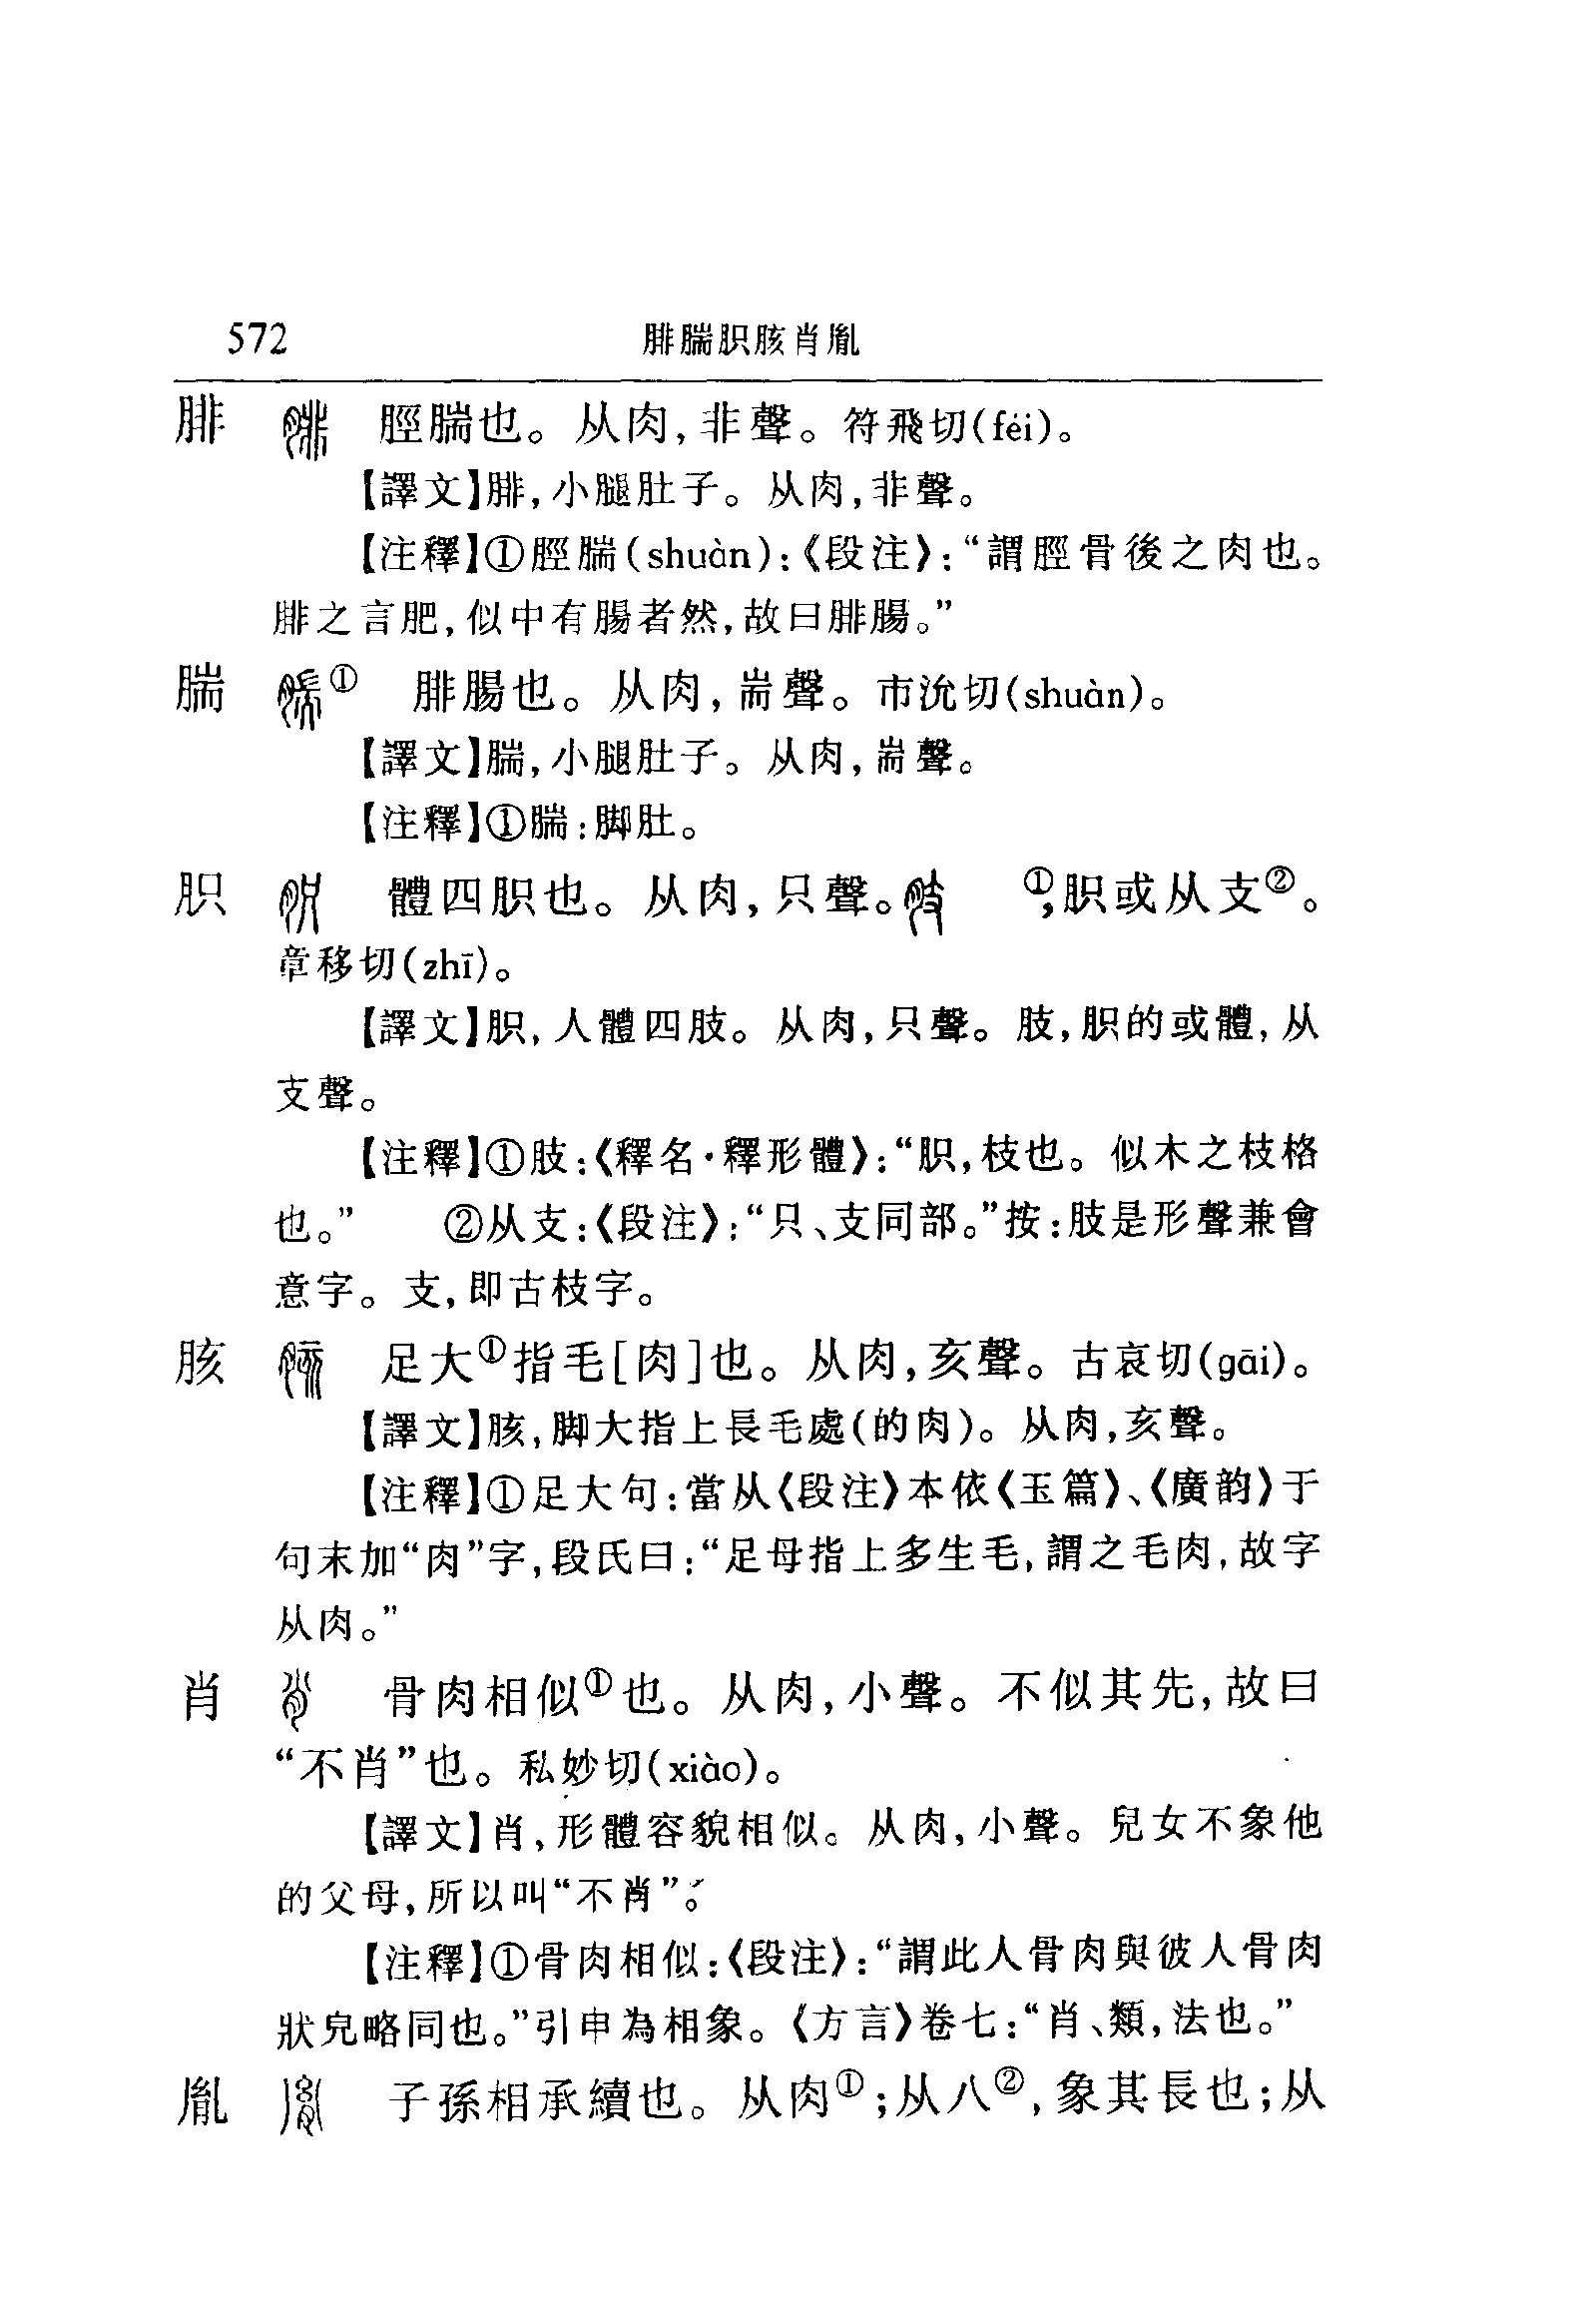 572 腓腨胑胲肖胤
腓 脛腨也。从肉,非聲。符飛切(féi)。
【譯文】腓,小腿肚子。从肉,非聲。
【注釋】①脛腨(shuàn):《段注》:“謂脛骨後之肉也。
腓之言肥,似中有腸者然,故曰腓腸。”
腨 ① 腓腸也。从肉,耑聲。市沇切(shuàn)。
【譯文】腨,小腿肚子。从肉,耑聲。
【注釋】①腨:脚肚。
胑 體四胑也。从肉,只聲。 ①,胑或从支②。
章移切(zhī)。
【譯文】胑,人體四肢。从肉,只聲。肢,胑的或體,从
支聲。
【注釋】①肢:《釋名·釋形體》:“胑,枝也。似木之枝格
也。” ②从支:《段注》:“只、支同部。”按:肢是形聲兼會
意字。支,即古枝字。
胲 足大①指毛[肉]也。从肉,亥聲。古哀切(gāi)。
【譯文】胲,脚大指上長毛處(的肉)。从肉,亥聲。
【注釋】①足大句:當从《段注》本依《玉篇》、《廣韵》于
句末加“肉”字,段氏曰:“足母指上多生毛,謂之毛肉,故字
从肉。”
肖 骨肉相似①也。从肉,小聲。不似其先,故曰
“不肖”也。私妙切(xiào)。
【譯文】肖,形體容貌相似。从肉,小聲。兒女不象他
的父母,所以叫“不肖”。
【注釋】①骨肉相似:《段注》:“謂此人骨肉與彼人骨肉
狀皃略同也。”引申為相象。《方言》卷七:“肖、類,法也。”
胤 子孫相承續也。从肉①;从八②,象其長也;从